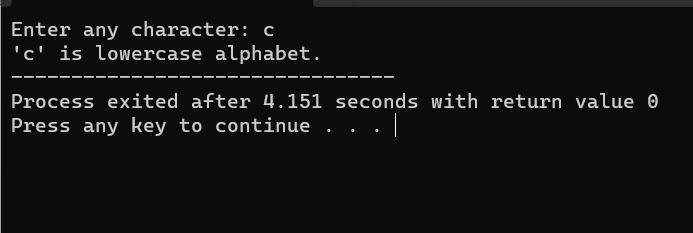 Enter any character: c
'c' is lowercase alphabet.
--------------------------------
Process exited after 4.151 seconds with return value 0
Press any key to continue . . .